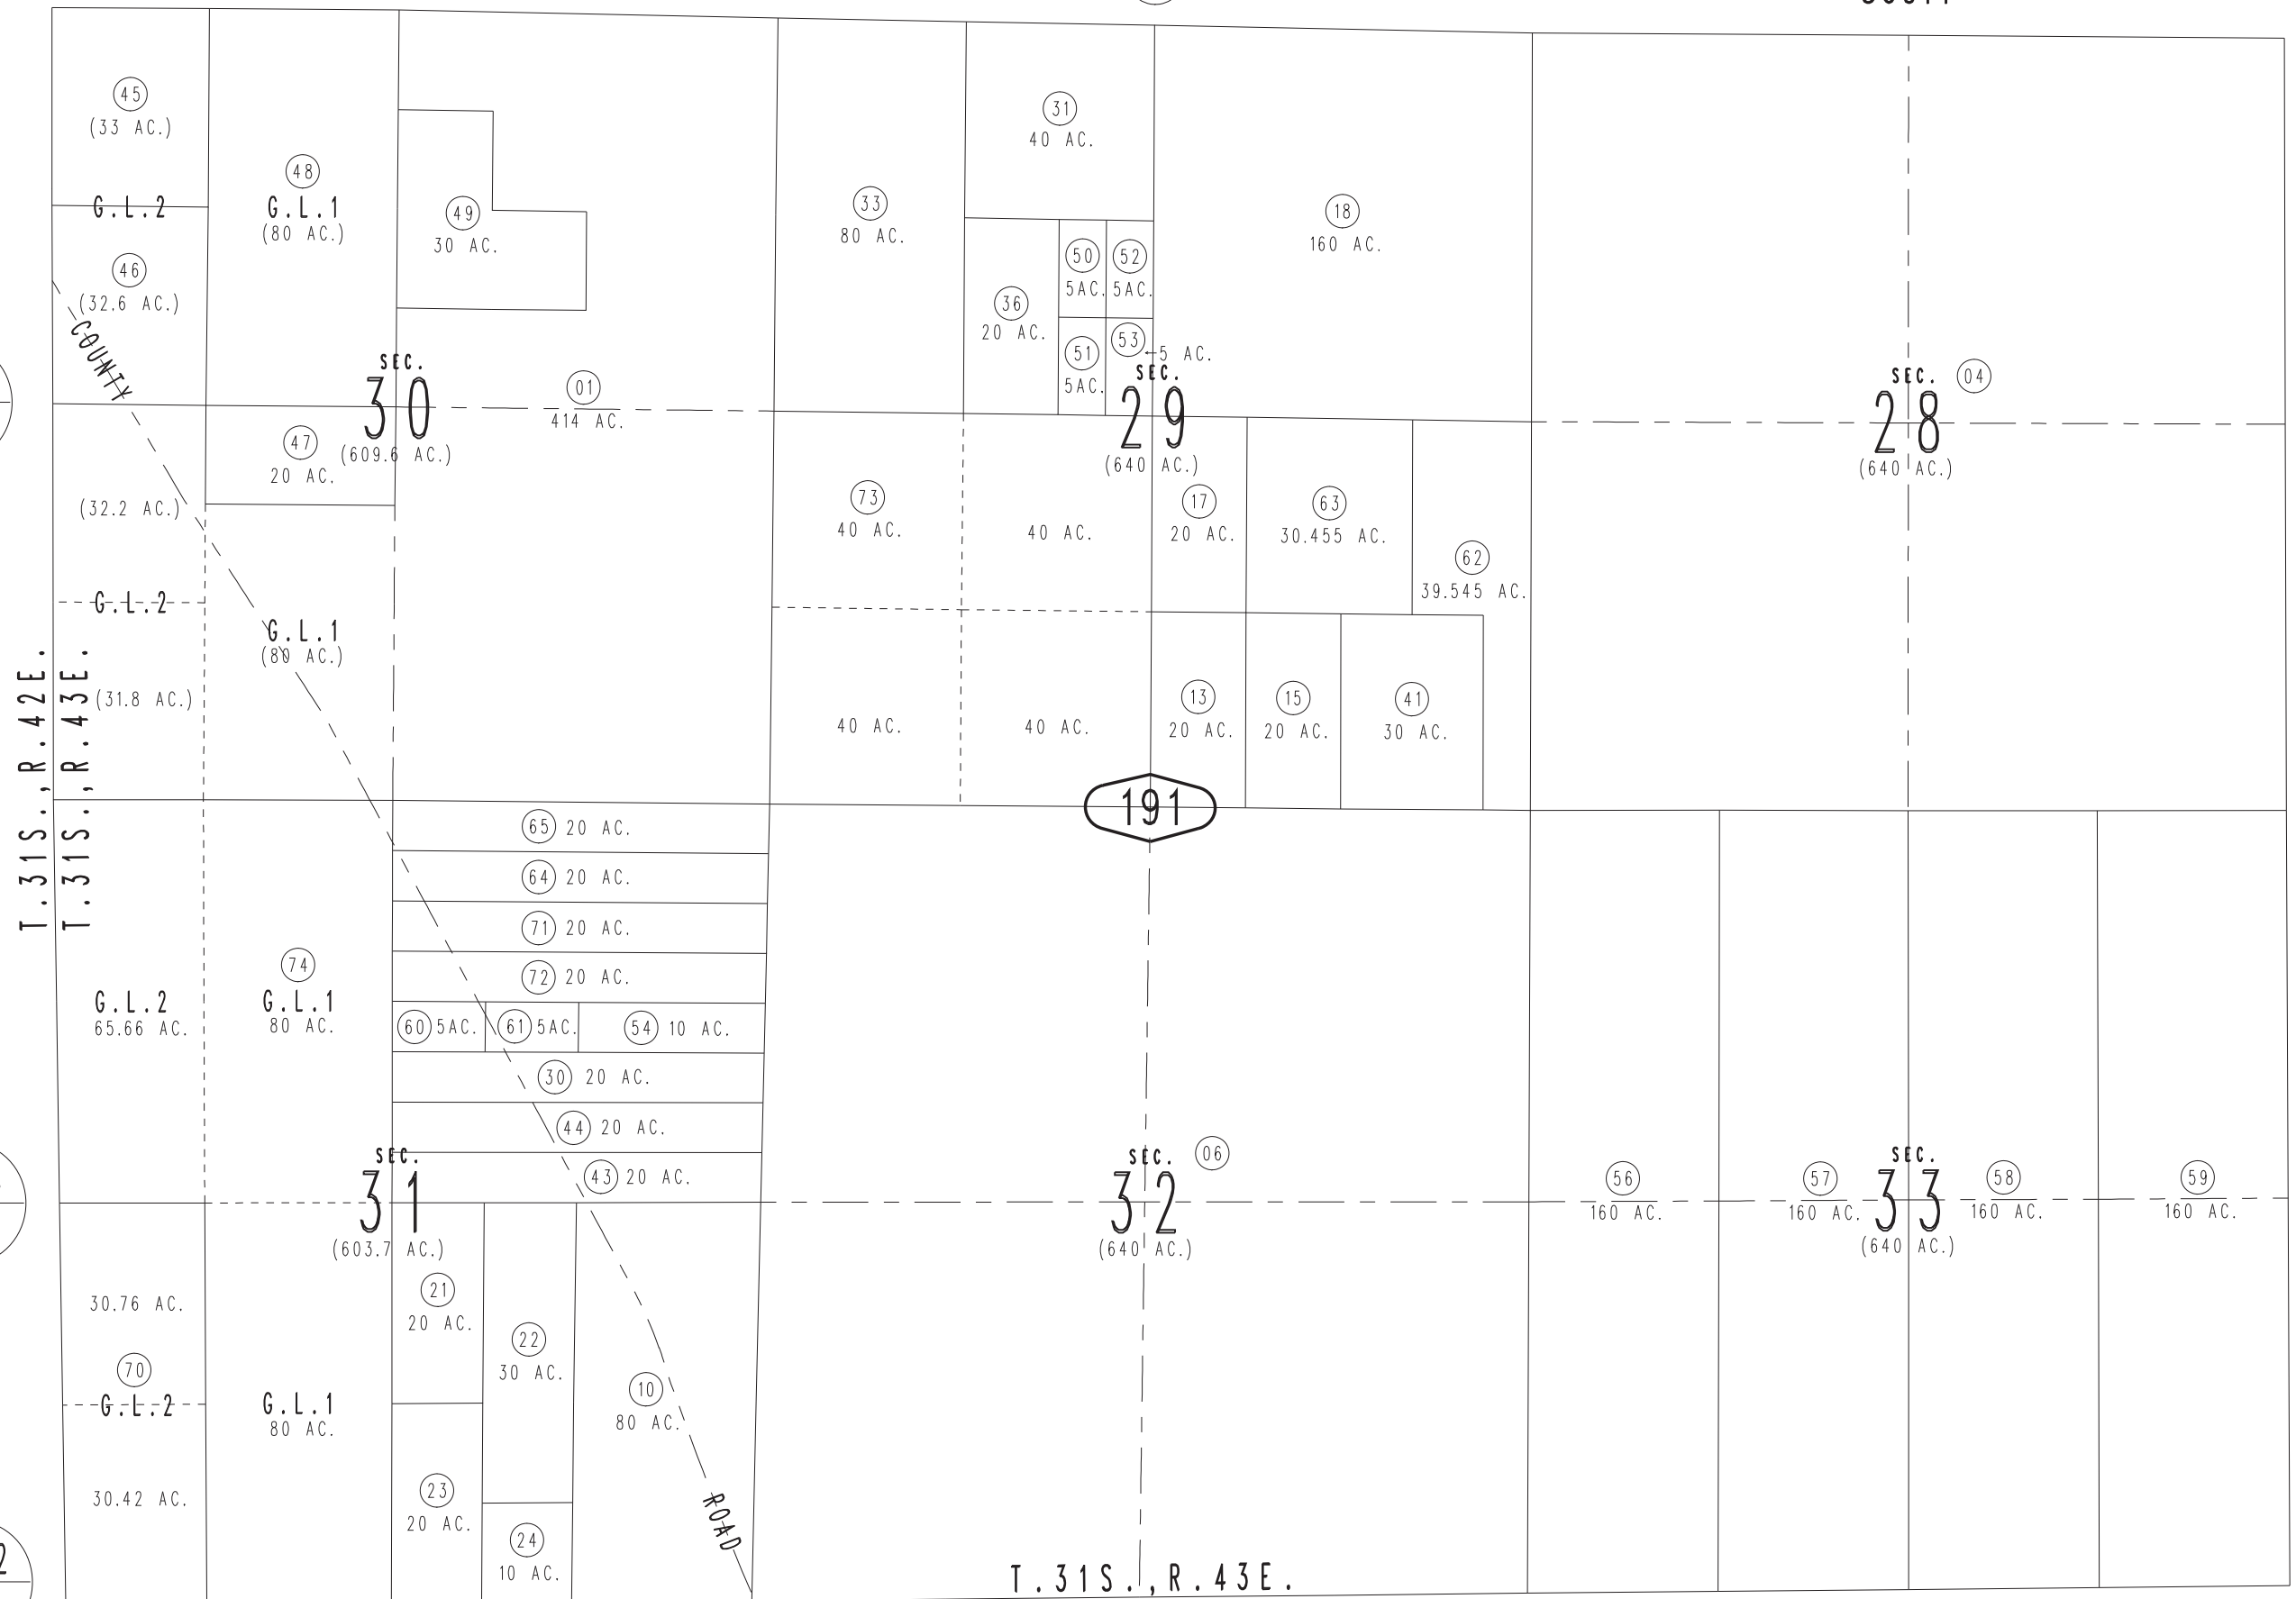 45
(33 AC.)
G.L.2
46
(32.6 AC.)
COUNTY
48
G.L.1
(80 AC.)
49
30 AC.
SEC.
30
(609.6 AC.)
01
414 AC.
47
20 AC.
(32.2 AC.)
G.L.2
(31.8 AC.)
G.L.1
(80 AC.)
T.31S.,R.42E.
T.31S.,R.43E.
33
80 AC.
31
40 AC.
36
20 AC.
50
5AC.
52
5AC.
51
5AC.
53
5 AC.
18
160 AC.
SEC.
29
(640 AC.)
73
40 AC.
40 AC.
40 AC.
40 AC.
17
20 AC.
63
30.455 AC.
62
39.545 AC.
13
20 AC.
15
20 AC.
41
30 AC.
SEC.
04
28
(640 AC.)
191
65 20 AC.
64 20 AC.
71 20 AC.
72 20 AC.
60 5AC.
61 5AC.
54 10 AC.
30 20 AC.
44 20 AC.
43 20 AC.
G.L.2
65.66 AC.
74
G.L.1
80 AC.
SEC.
31
(603.7 AC.)
30.76 AC.
70
G.L.2
30.42 AC.
G.L.1
80 AC.
21
20 AC.
22
30 AC.
23
20 AC.
24
10 AC.
10
80 AC.
ROAD
SEC.
06
32
(640 AC.)
56
160 AC.
57
160 AC.
SEC.
33
(640 AC.)
58
160 AC.
59
160 AC.
T.31S.,R.43E.
2